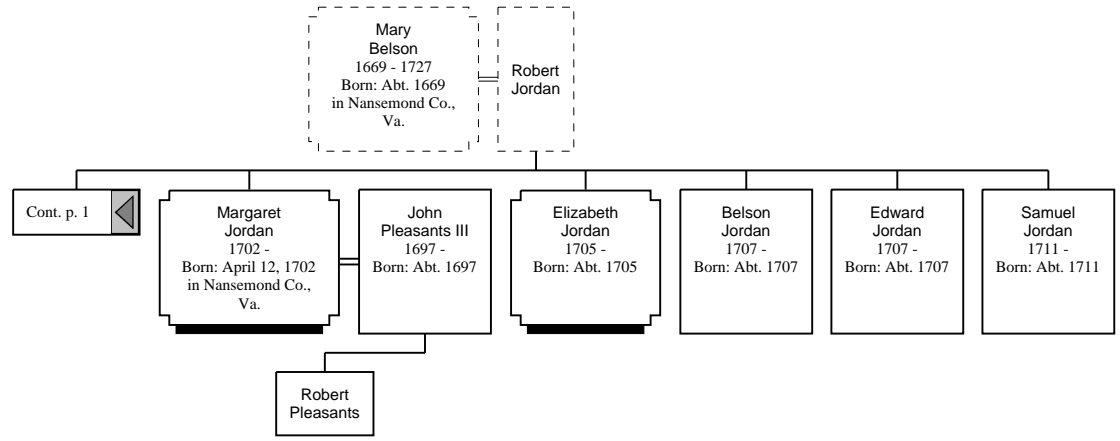 Mary
Belson
1669 - 1727
Born: Abt. 1669
in Nansemond Co.,
Va.
Robert
Jordan
Cont. p. 1
Margaret
Jordan
1702 -
Born: April 12, 1702
in Nansemond Co.,
Va.
John
Pleasants III
1697 -
Born: Abt. 1697
Elizabeth
Jordan
1705 -
Born: Abt. 1705
Belson
Jordan
1707 -
Born: Abt. 1707
Edward
Jordan
1707 -
Born: Abt. 1707
Samuel
Jordan
1711 -
Born: Abt. 1711
Robert
Pleasants